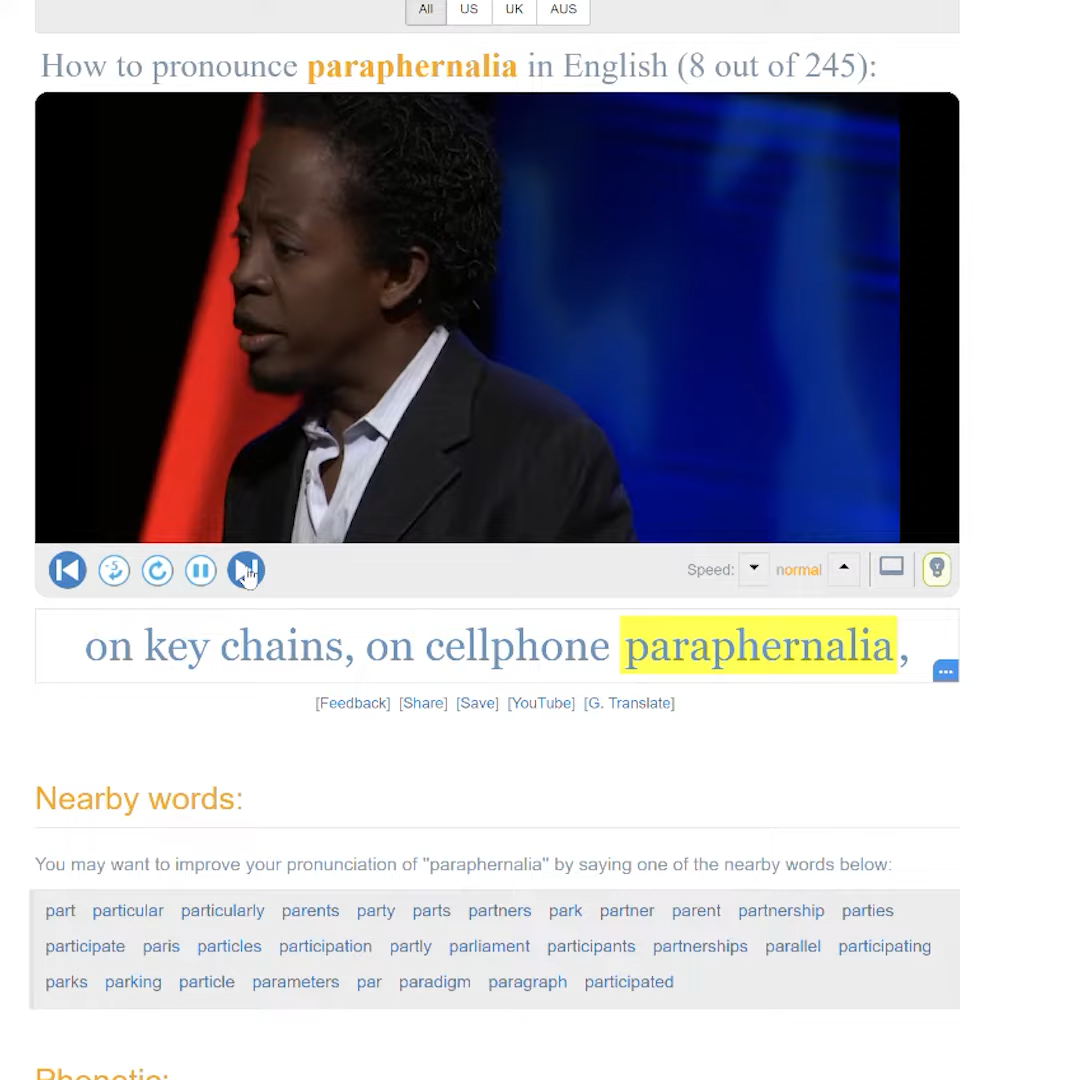 All US UK AUS
How to pronounce paraphernalia in English (8 out of 245):
-5 Speed: normal
on key chains, on cellphone paraphernalia,
[Feedback] [Share] [Save] [YouTube] [G. Translate]
Nearby words:
You may want to improve your pronunciation of "paraphernalia" by saying one of the nearby words below:
part particular particularly parents party parts partners park partner parent partnership parties
participate paris particles participation partly parliament participants partnerships parallel participating
parks parking particle parameters par paradigm paragraph participated
Phonetic: